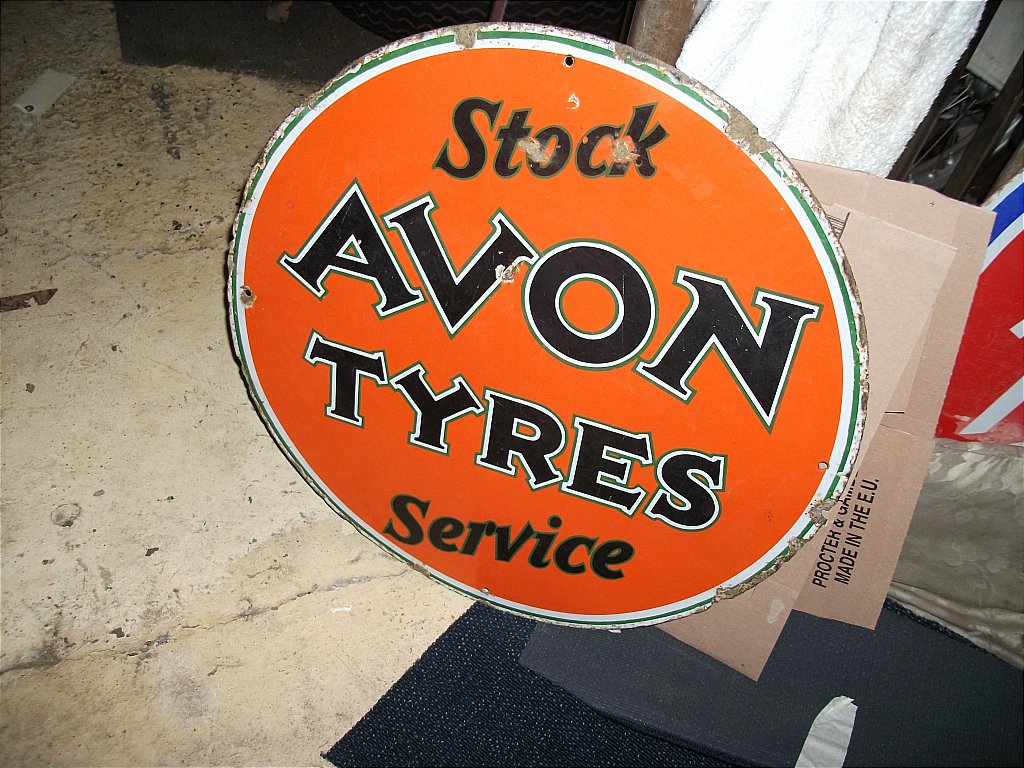 Stock
AVON
TYRES
Service
PROCTER &
MADE IN THE E.U.